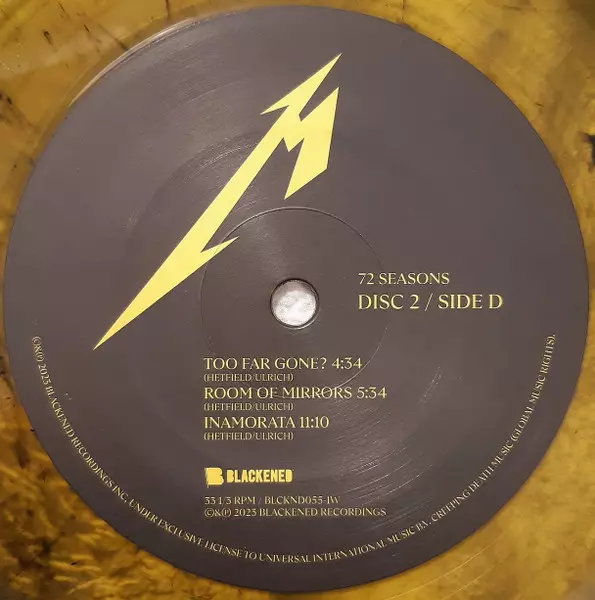 M
72 SEASONS
DISC 2 / SIDE D
TOO FAR GONE? 4:34
(HETFIELD/ULRICH)
ROOM OF MIRRORS 5:34
(HETFIELD/ULRICH)
INAMORATA 11:10
(HETFIELD/ULRICH)
B BLACKENED
33 1/3 RPM / BLCKND055-1W
©&℗ 2023 BLACKENED RECORDINGS
©&℗ 2023 BLACKENED RECORDINGS INC. UNDER EXCLUSIVE LICENSE TO UNIVERSAL INTERNATIONAL MUSIC B.V. CREEPING DEATH MUSIC (GLOBAL MUSIC RIGHTS).